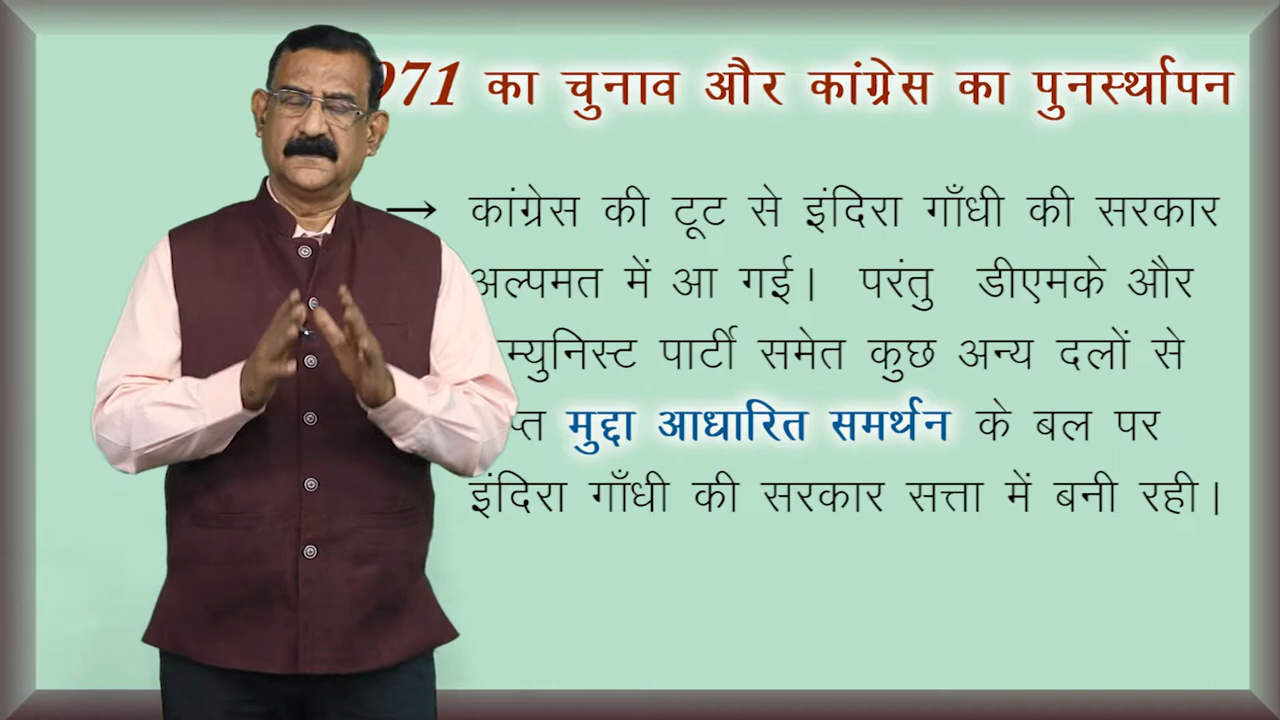 971 का चुनाव और कांग्रेस का पुनर्स्थापन
→ कांग्रेस की टूट से इंदिरा गाँधी की सरकार
अल्पमत में आ गई। परंतु डीएमके और
पार्टी समेत कुछ अन्य दलों से
मुद्दा आधारित समर्थन के बल पर
इंदिरा गाँधी की सरकार सत्ता में बनी रही।